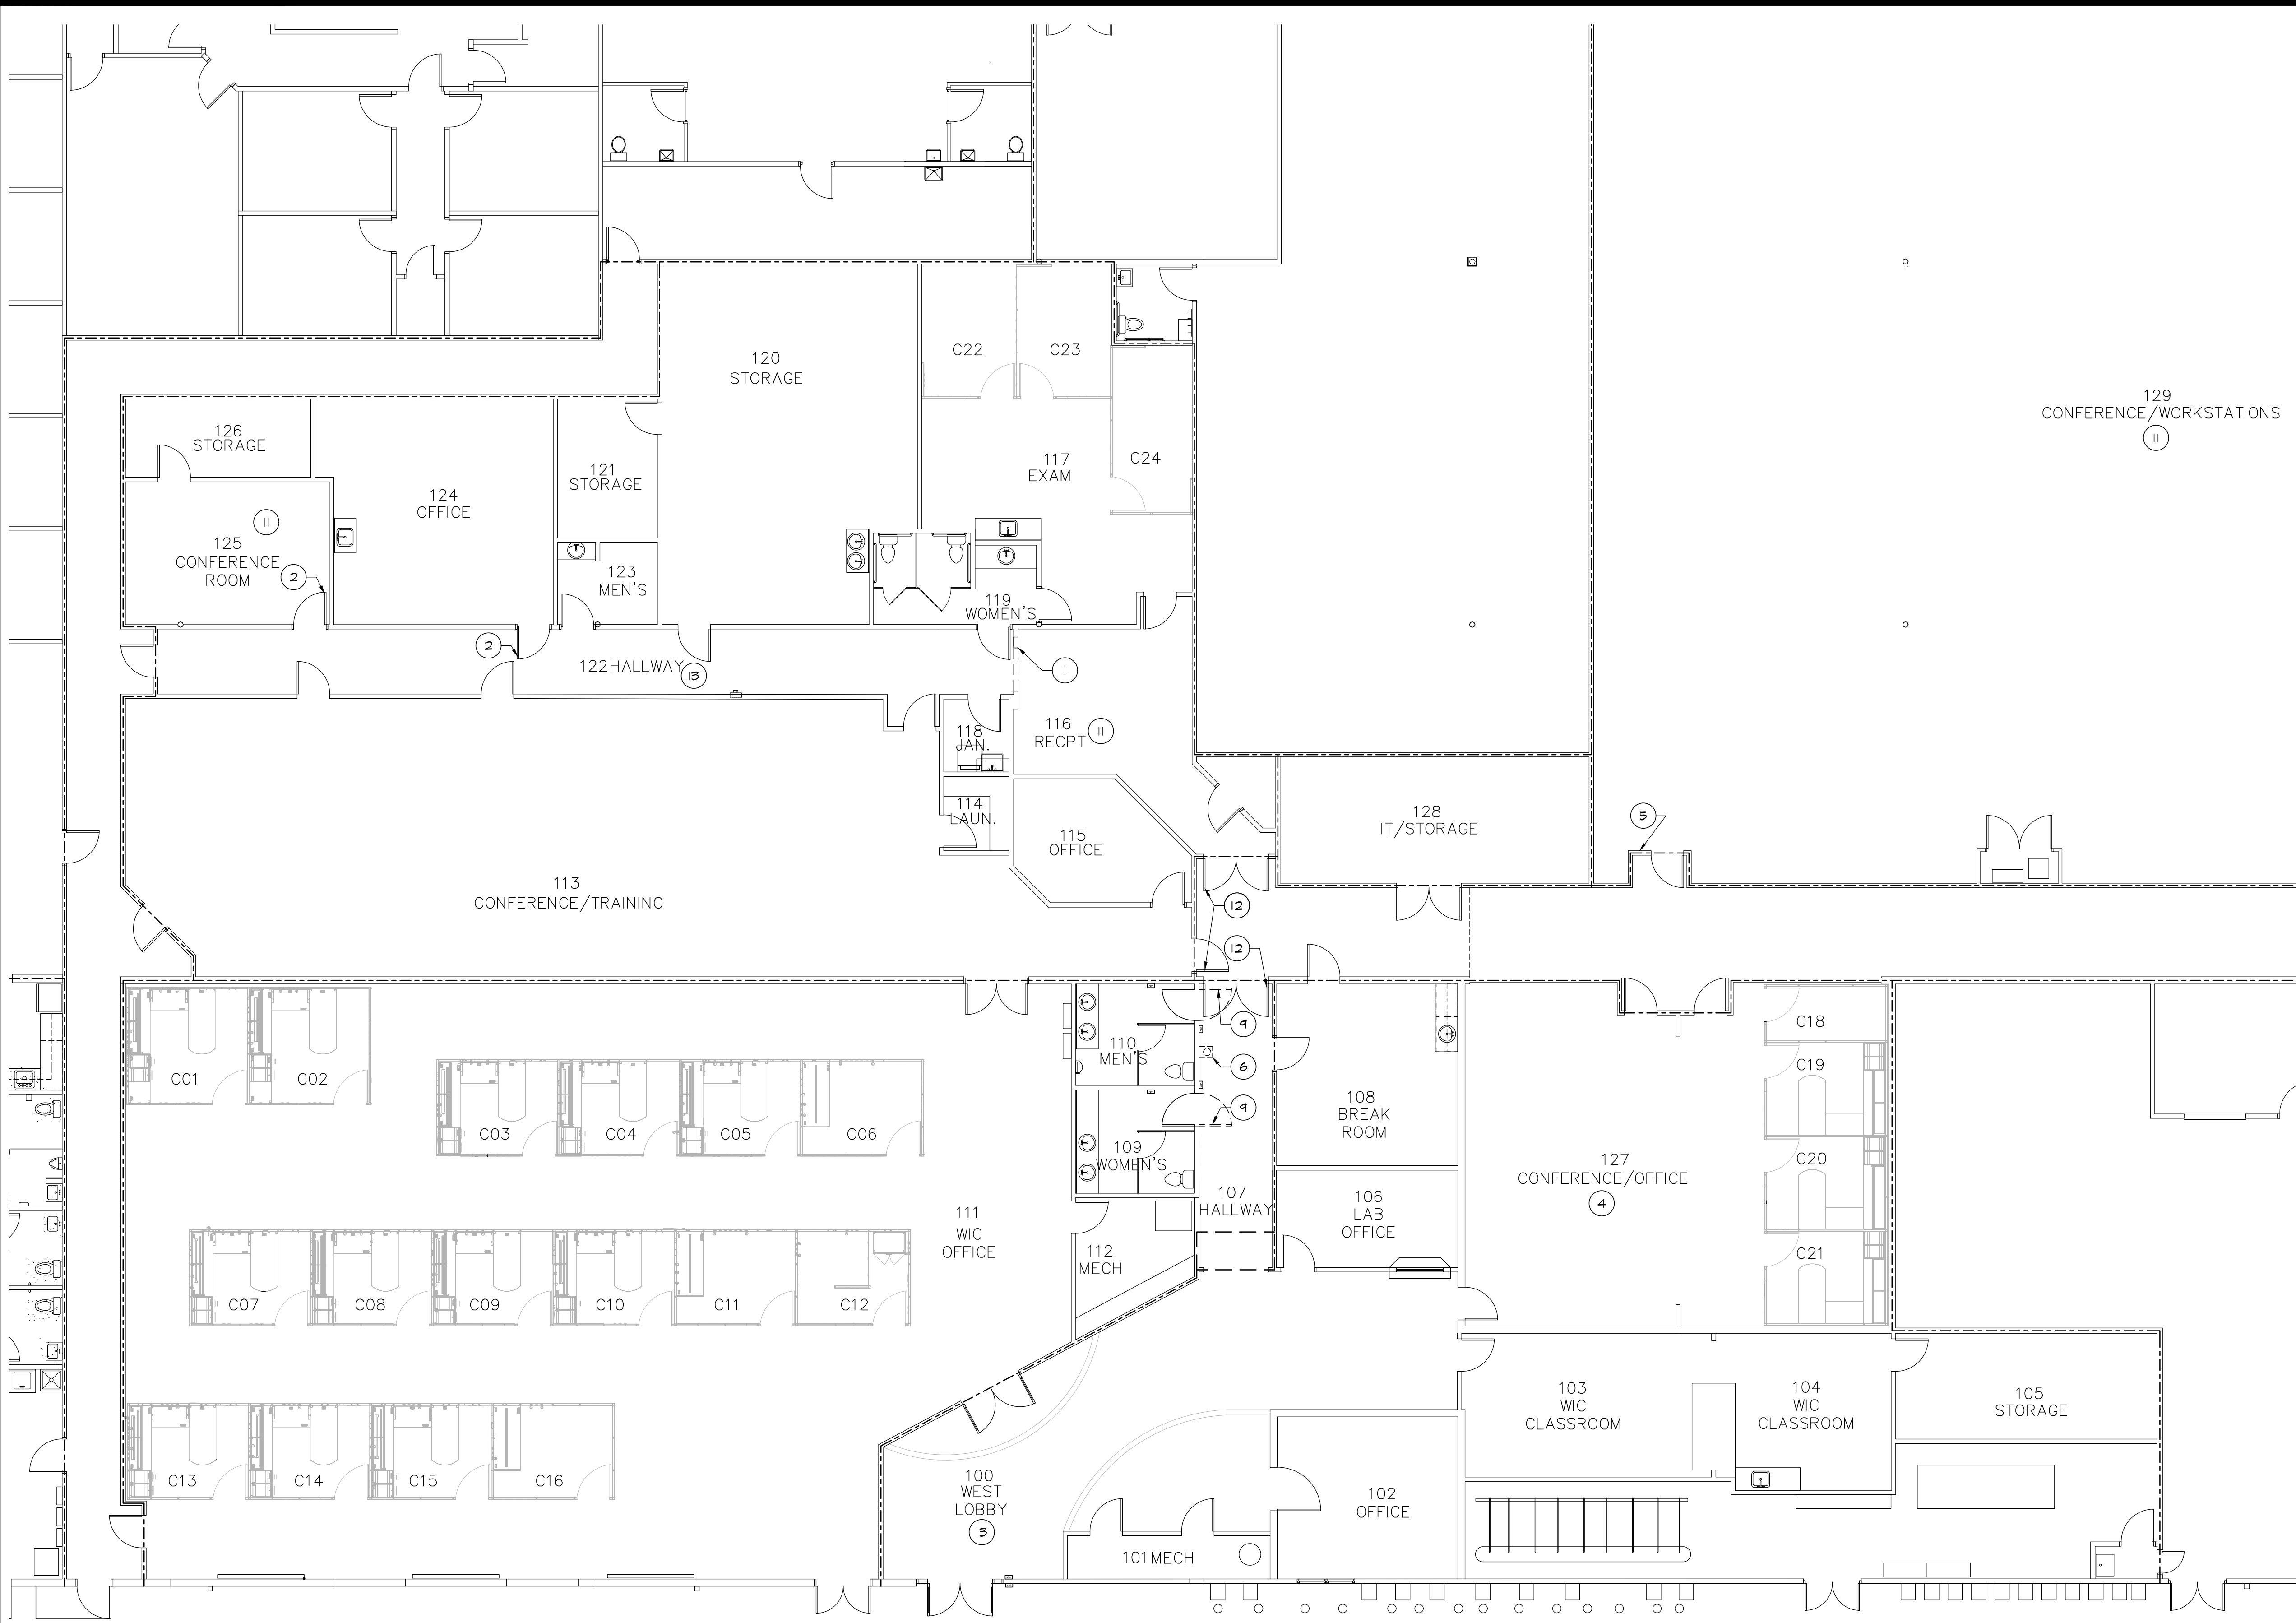 120
STORAGE
C22
C23
C24
117
EXAM
129
CONFERENCE/WORKSTATIONS
11
126
STORAGE
124
OFFICE
121
STORAGE
11
125
CONFERENCE
ROOM
2
123
MEN'S
119
WOMEN'S
2
122 HALLWAY
13
1
116
RECPT
11
118
JAN.
114
LAUN.
115
OFFICE
128
IT/STORAGE
5
113
CONFERENCE/TRAINING
12
12
9
C01
C02
110
MEN'S
6
C18
C19
C03
C04
C05
C06
9
108
BREAK
ROOM
109
WOMEN'S
127
CONFERENCE/OFFICE
4
C20
107
HALLWAY
106
LAB
OFFICE
111
WIC
OFFICE
112
MECH
C21
C07
C08
C09
C10
C11
C12
103
WIC
CLASSROOM
104
WIC
CLASSROOM
105
STORAGE
C13
C14
C15
C16
100
WEST
LOBBY
13
102
OFFICE
101 MECH